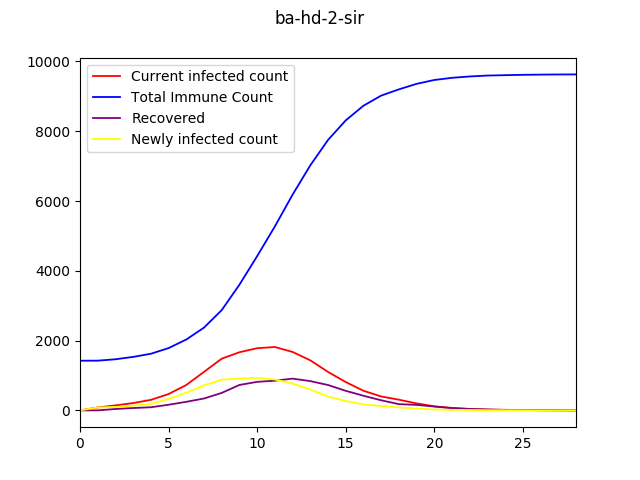 ba-hd-2-sir
10000
8000
6000
4000
2000
0
Current infected count
Total Immune Count
Recovered
Newly infected count
0 5 10 15 20 25